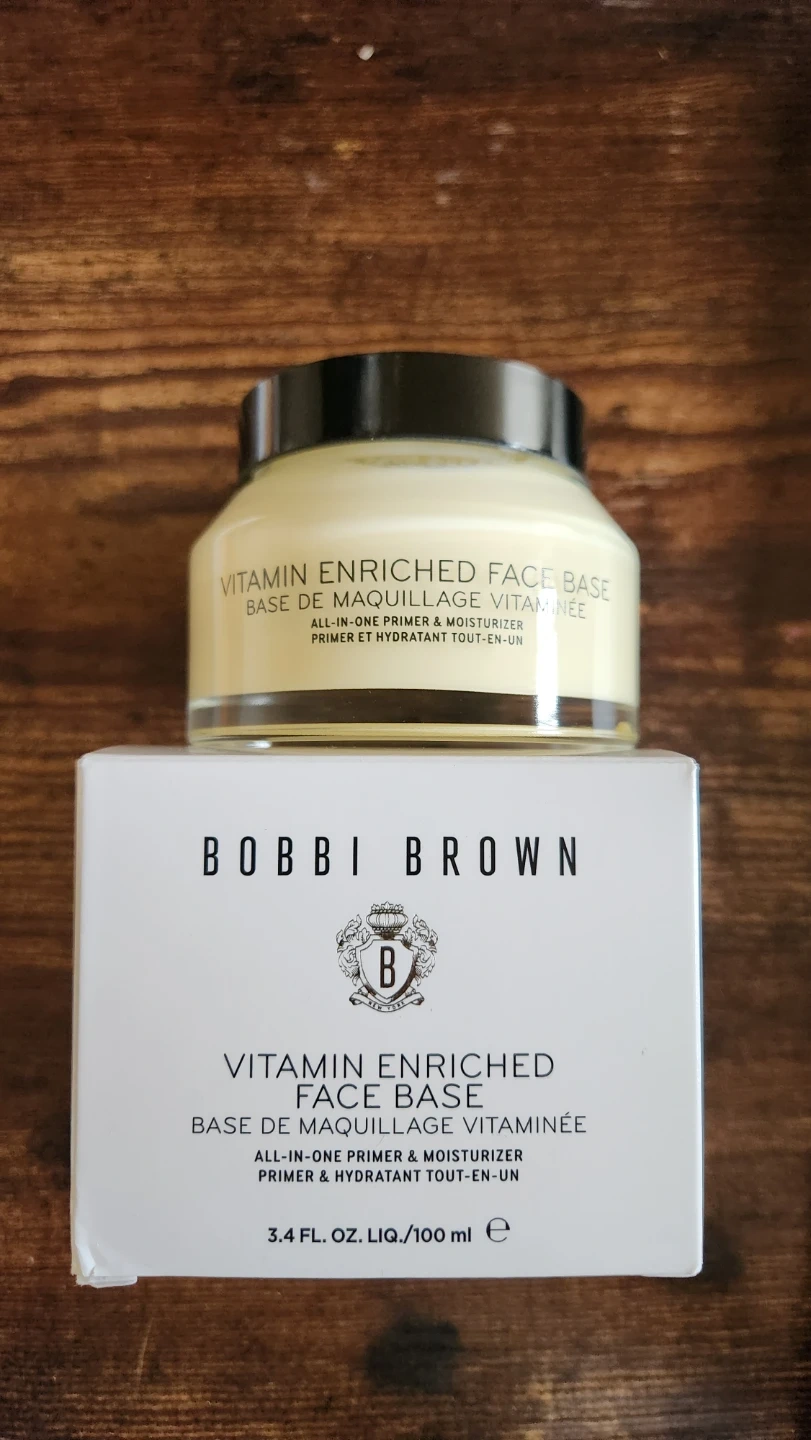 VITAMIN ENRICHED FACE BASE
BASE DE MAQUILLAGE VITAMINÉE
ALL-IN-ONE PRIMER & MOISTURIZER
PRIMER ET HYDRATANT TOUT-EN-UN
BOBBI BROWN
B
NEW YORK
VITAMIN ENRICHED
FACE BASE
BASE DE MAQUILLAGE VITAMINÉE
ALL-IN-ONE PRIMER & MOISTURIZER
PRIMER & HYDRATANT TOUT-EN-UN
3.4 FL. OZ. LIQ./100 ml ℮